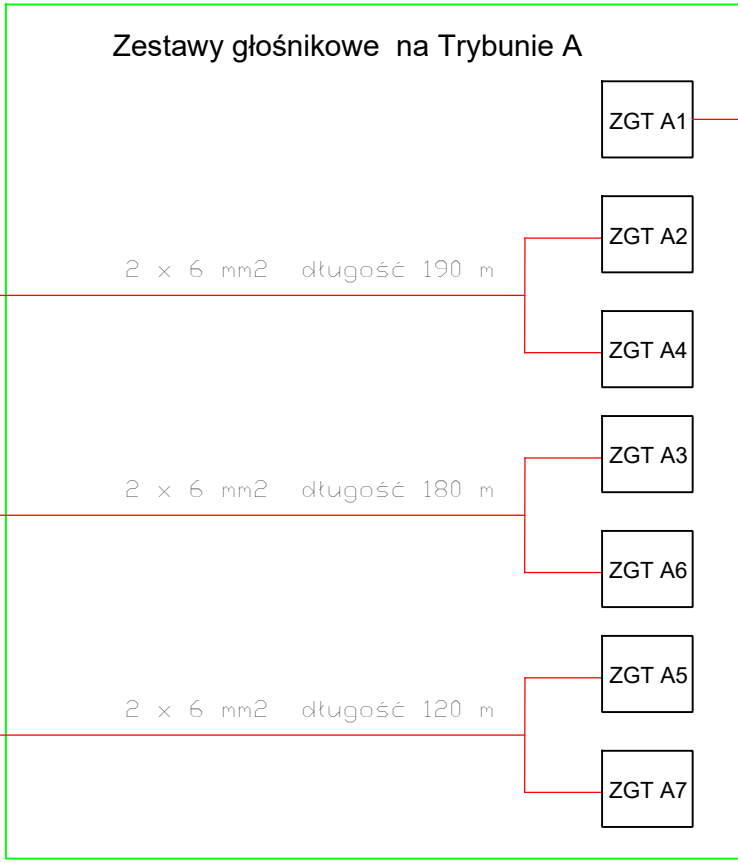 Zestawy głośnikowe na Trybunie A
ZGT A1
ZGT A2
2 x 6 mm2 długość 190 m
ZGT A4
ZGT A3
2 x 6 mm2 długość 180 m
ZGT A6
ZGT A5
2 x 6 mm2 długość 120 m
ZGT A7